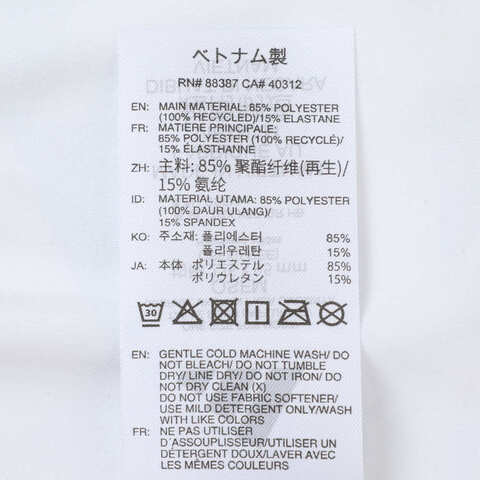 ベトナム製
RN# 88387 CA# 40312
EN: MAIN MATERIAL: 85% POLYESTER
(100% RECYCLED)/15% ELASTANE
FR: MATIERE PRINCIPALE:
85% POLYESTER (100% RECYCLÉ)/
15% ÉLASTHANNE
ZH: 主料: 85% 聚酯纤维(再生)/
15% 氨纶
ID: MATERIAL UTAMA: 85% POLYESTER
(100% DAUR ULANG)/
15% SPANDEX
KO: 주소재: 폴리에스터 85%
폴리우레탄 15%
JA: 本体 ポリエステル 85%
ポリウレタン 15%
30
EN: GENTLE COLD MACHINE WASH/ DO
NOT BLEACH/ DO NOT TUMBLE
DRY/ LINE DRY/ DO NOT IRON/ DO
NOT DRY CLEAN (X)
DO NOT USE FABRIC SOFTENER/
USE MILD DETERGENT ONLY/WASH
WITH LIKE COLORS
FR: NE PAS UTILISER
D'ASSOUPLISSEUR/UTILISER UN
DÉTERGENT DOUX/LAVER AVEC
LES MÊMES COULEURS